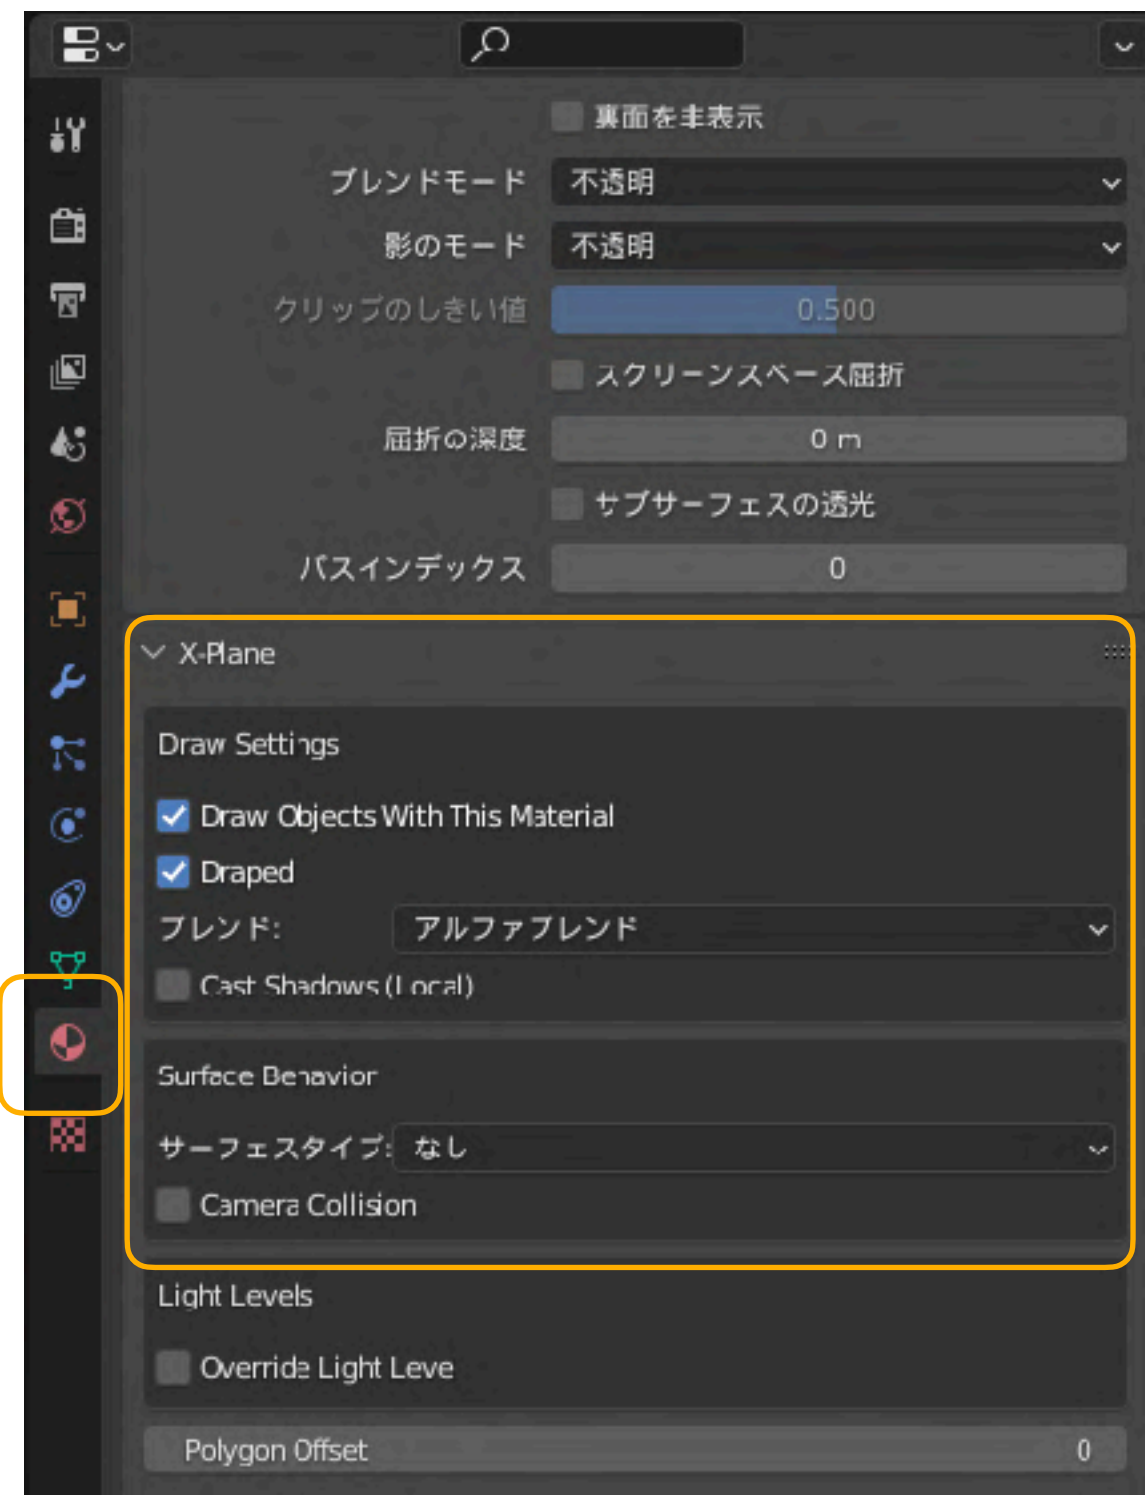 裏面を非表示
ブレンドモード 不透明
影のモード 不透明
クリップのしきい値 0.500
スクリーンスペース屈折
屈折の深度 0 m
サブサーフェスの透光
パスインデックス 0
X-Plane
Draw Settings
Draw Objects With This Material
Draped
ブレンド: アルファブレンド
Cast Shadows (Local)
Surface Behavior
サーフェスタイプ: なし
Camera Collision
Light Levels
Override Light Leve
Polygon Offset 0